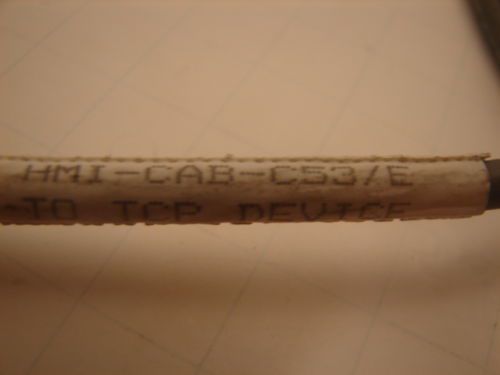 HMI-CAB-C53/E
TO TCP DEVICE